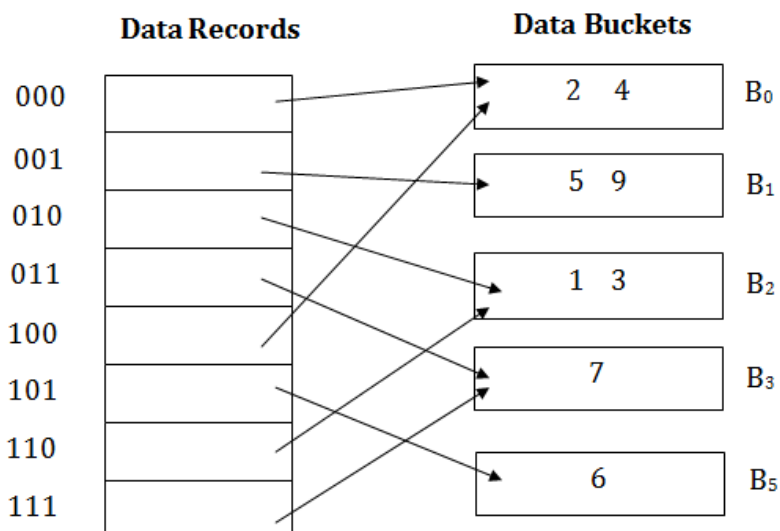 Data Records
Data Buckets
000
2 4
B₀
001
5 9
B₁
010
011
1 3
B₂
100
7
B₃
101
110
6
B₅
111